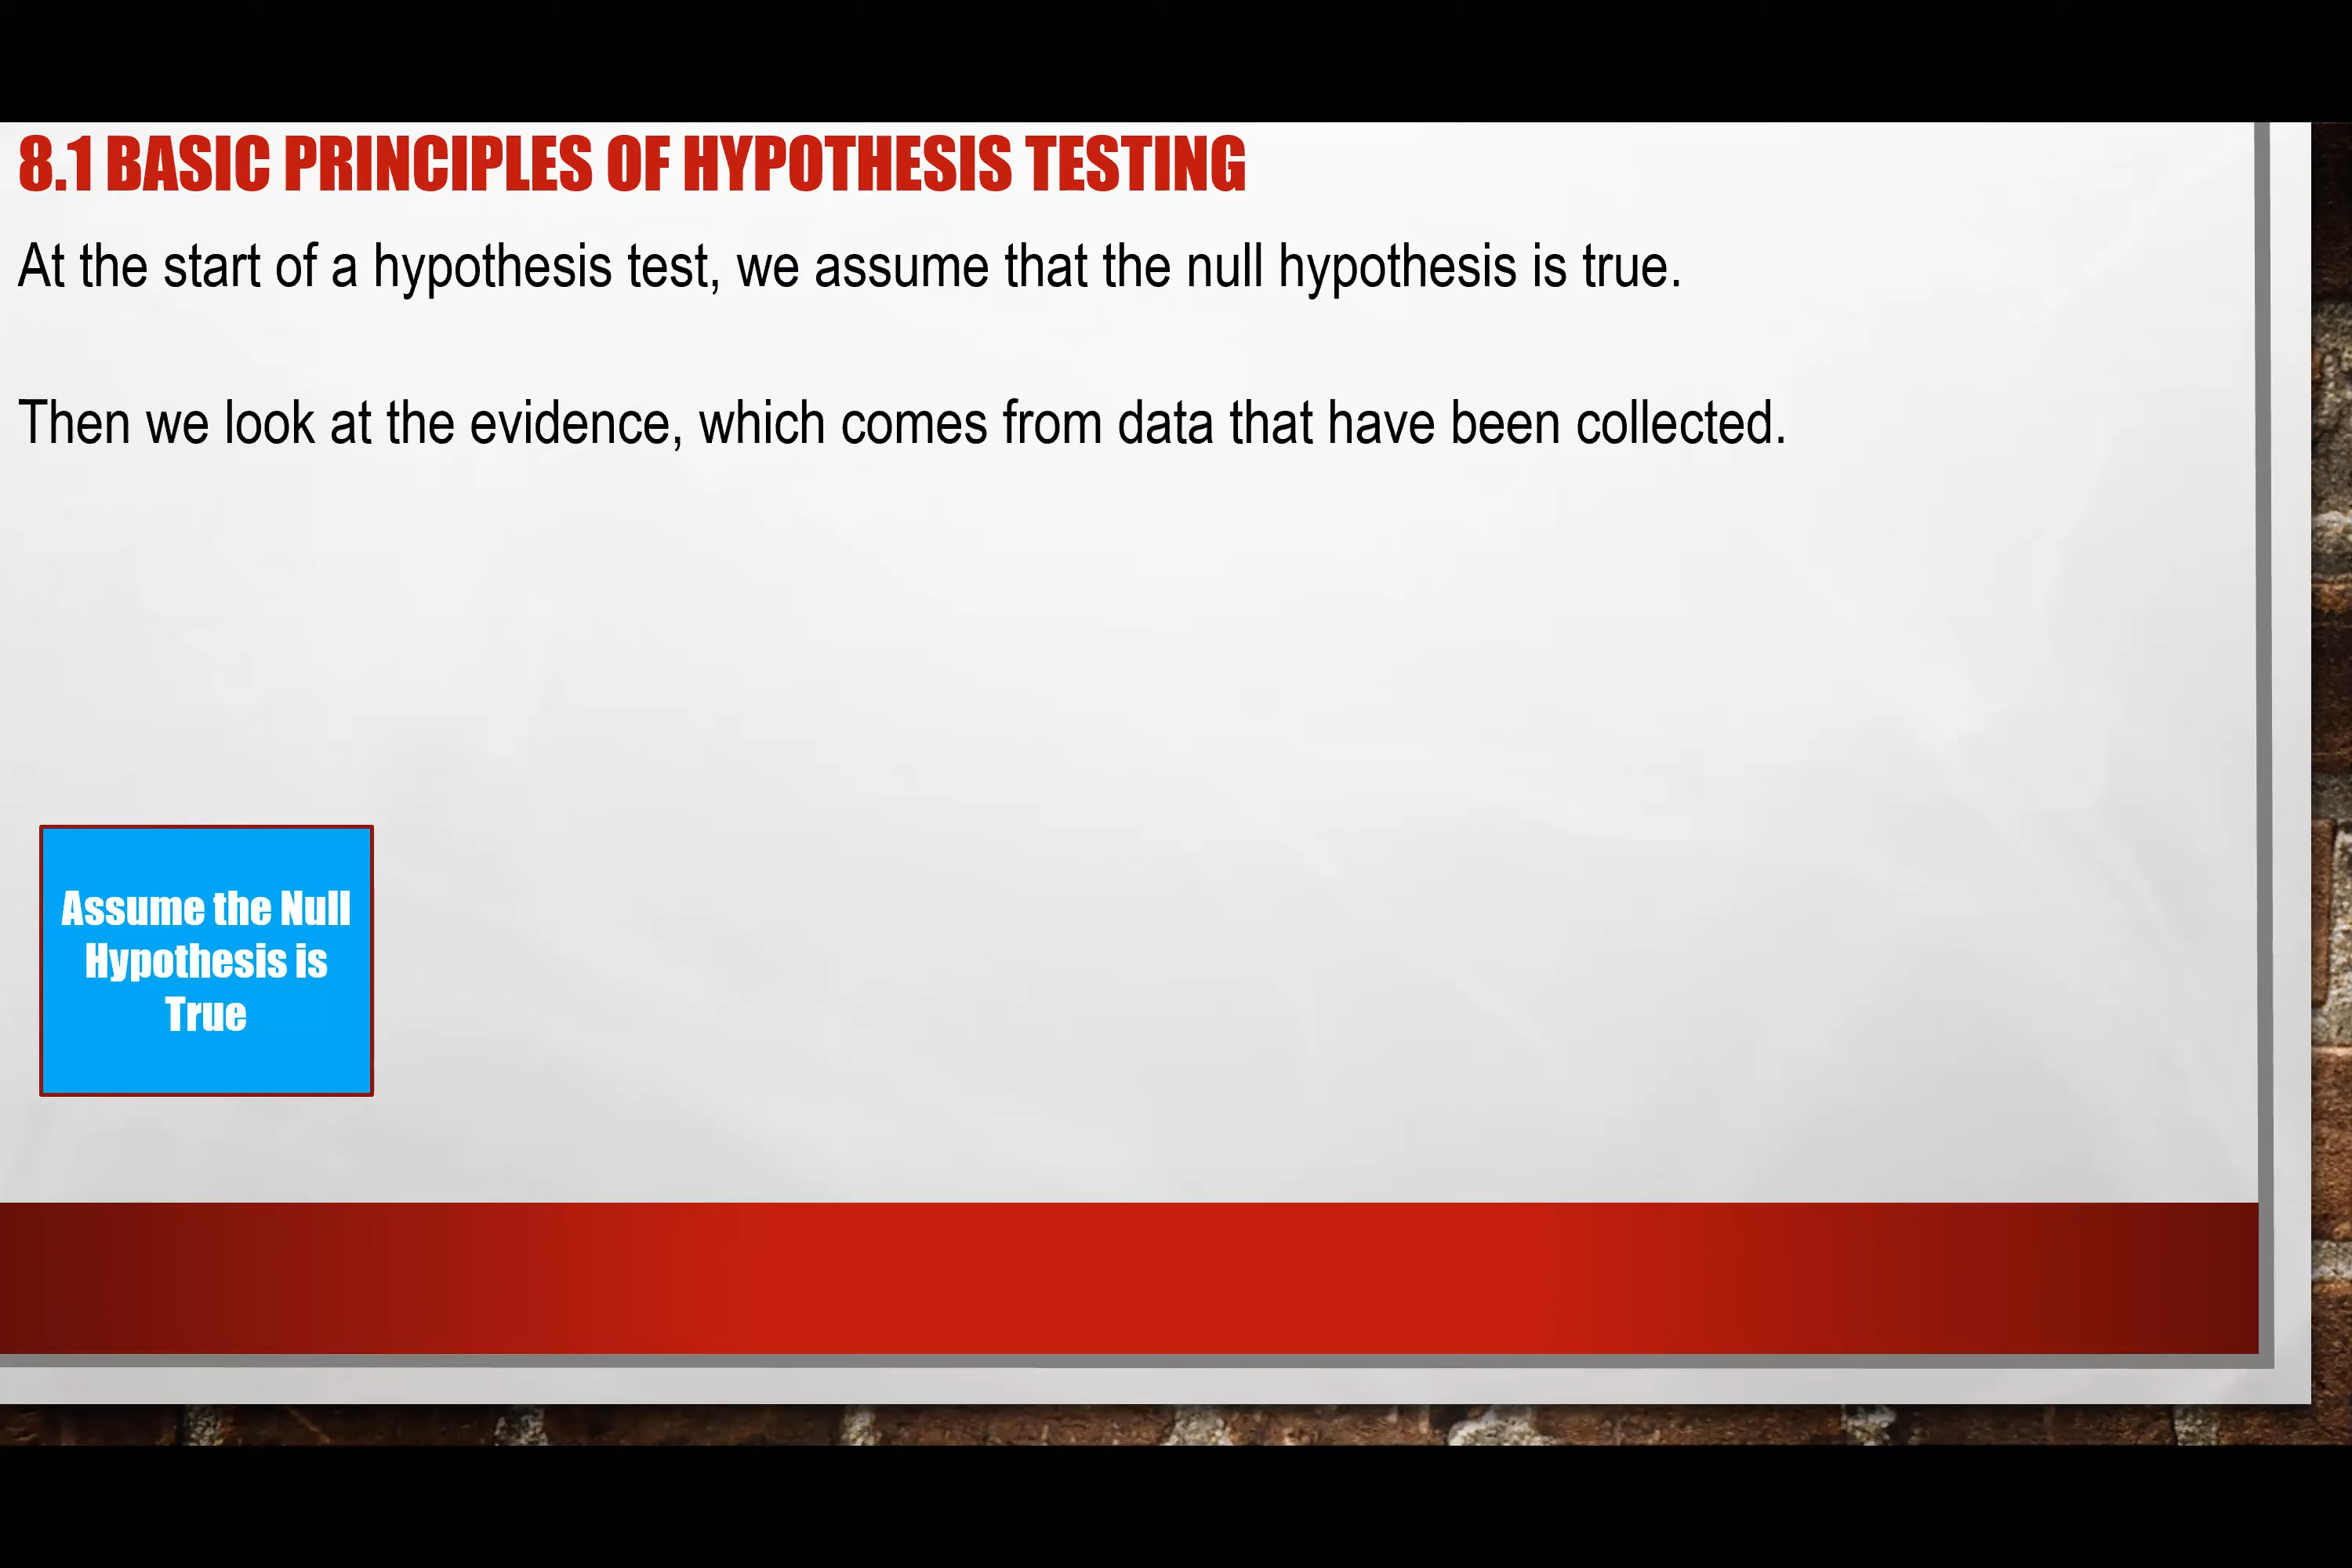 8.1 BASIC PRINCIPLES OF HYPOTHESIS TESTING
At the start of a hypothesis test, we assume that the null hypothesis is true.
Then we look at the evidence, which comes from data that have been collected.
Assume the Null
Hypothesis is
True